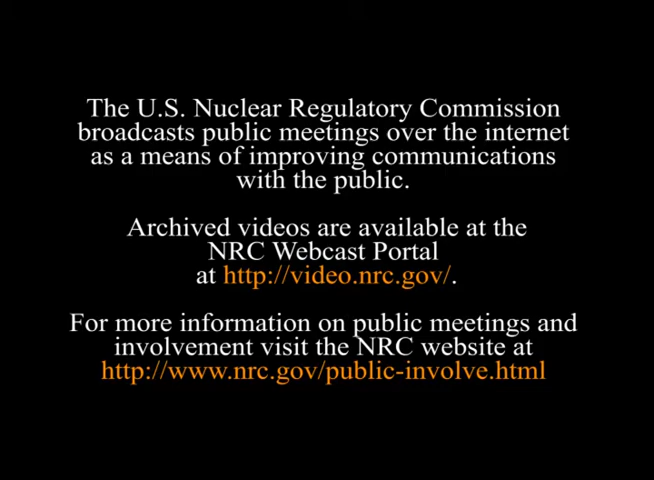 The U.S. Nuclear Regulatory Commission
broadcasts public meetings over the internet
as a means of improving communications
with the public.
Archived videos are available at the
NRC Webcast Portal
at http://video.nrc.gov/.
For more information on public meetings and
involvement visit the NRC website at
http://www.nrc.gov/public-involve.html